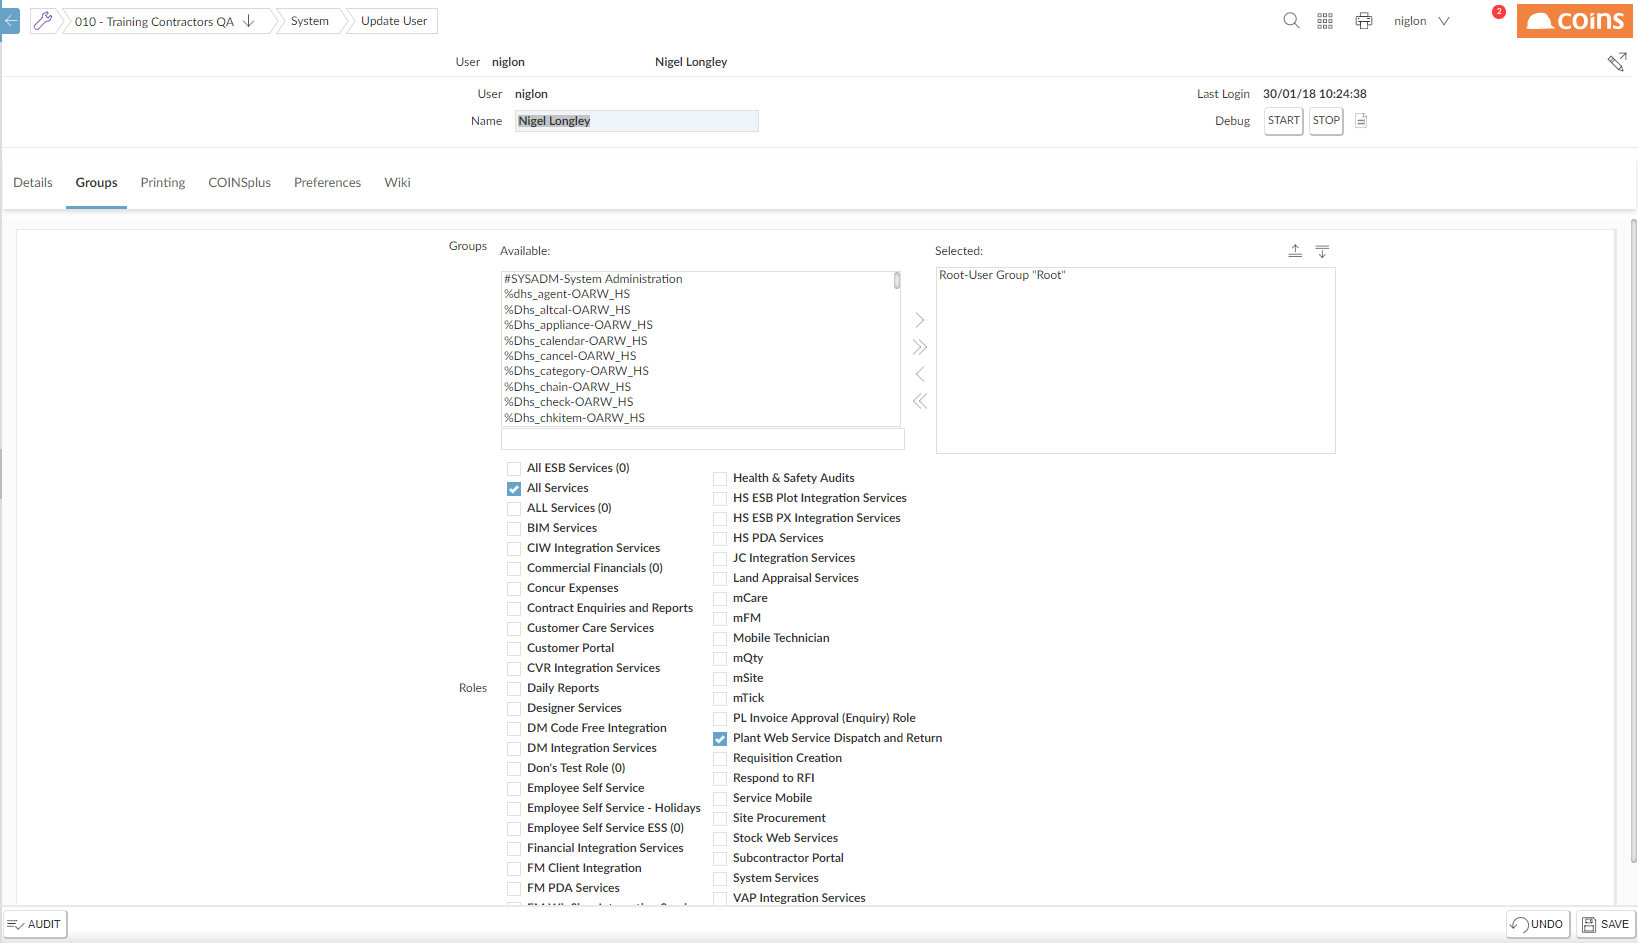 010 - Training Contractors QA
System
Update User
niglon
2
coins
User niglon Nigel Longley
User niglon
Last Login 30/01/18 10:24:38
Name Nigel Longley
Debug START STOP
Details Groups Printing COINSplus Preferences Wiki
Groups
Available:
#SYSADM-System Administration
%dhs_agent-OARW_HS
%Dhs_altcal-OARW_HS
%Dhs_appliance-OARW_HS
%Dhs_calendar-OARW_HS
%Dhs_cancel-OARW_HS
%Dhs_category-OARW_HS
%Dhs_chain-OARW_HS
%Dhs_check-OARW_HS
%Dhs_chkitem-OARW_HS
Selected:
Root-User Group "Root"
Roles
All ESB Services (0)
All Services
ALL Services (0)
BIM Services
CIW Integration Services
Commercial Financials (0)
Concur Expenses
Contract Enquiries and Reports
Customer Care Services
Customer Portal
CVR Integration Services
Daily Reports
Designer Services
DM Code Free Integration
DM Integration Services
Don's Test Role (0)
Employee Self Service
Employee Self Service - Holidays
Employee Self Service ESS (0)
Financial Integration Services
FM Client Integration
FM PDA Services
Health & Safety Audits
HS ESB Plot Integration Services
HS ESB PX Integration Services
HS PDA Services
JC Integration Services
Land Appraisal Services
mCare
mFM
Mobile Technician
mQty
mSite
mTick
PL Invoice Approval (Enquiry) Role
Plant Web Service Dispatch and Return
Requisition Creation
Respond to RFI
Service Mobile
Site Procurement
Stock Web Services
Subcontractor Portal
System Services
VAP Integration Services
AUDIT
UNDO
SAVE